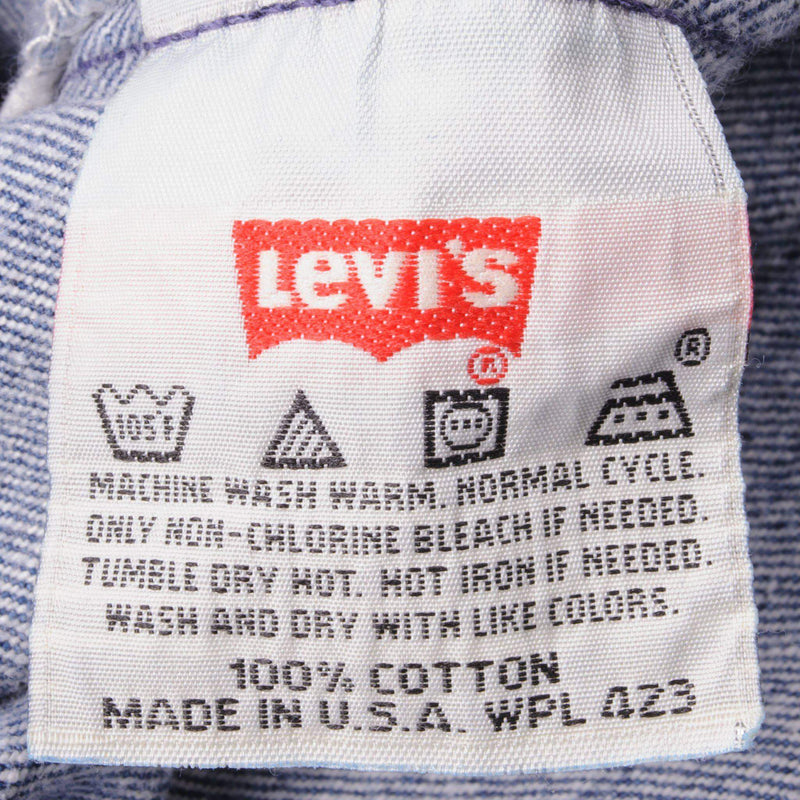 Levi's
®
®
105F
MACHINE WASH WARM. NORMAL CYCLE.
ONLY NON-CHLORINE BLEACH IF NEEDED.
TUMBLE DRY HOT. HOT IRON IF NEEDED.
WASH AND DRY WITH LIKE COLORS.
100% COTTON
MADE IN U.S.A. WPL 423